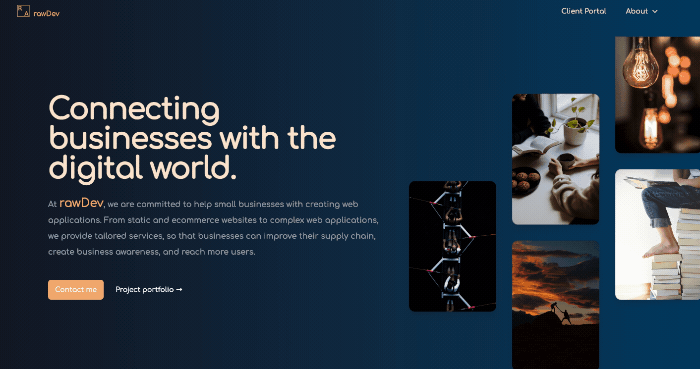 R
A
rawDev
Client Portal
About
Connecting
businesses with the
digital world.
At rawDev, we are committed to help small businesses with creating web
applications. From static and ecommerce websites to complex web applications,
we provide tailored services, so that businesses can improve their supply chain,
create business awareness, and reach more users.
Contact me
Project portfolio →